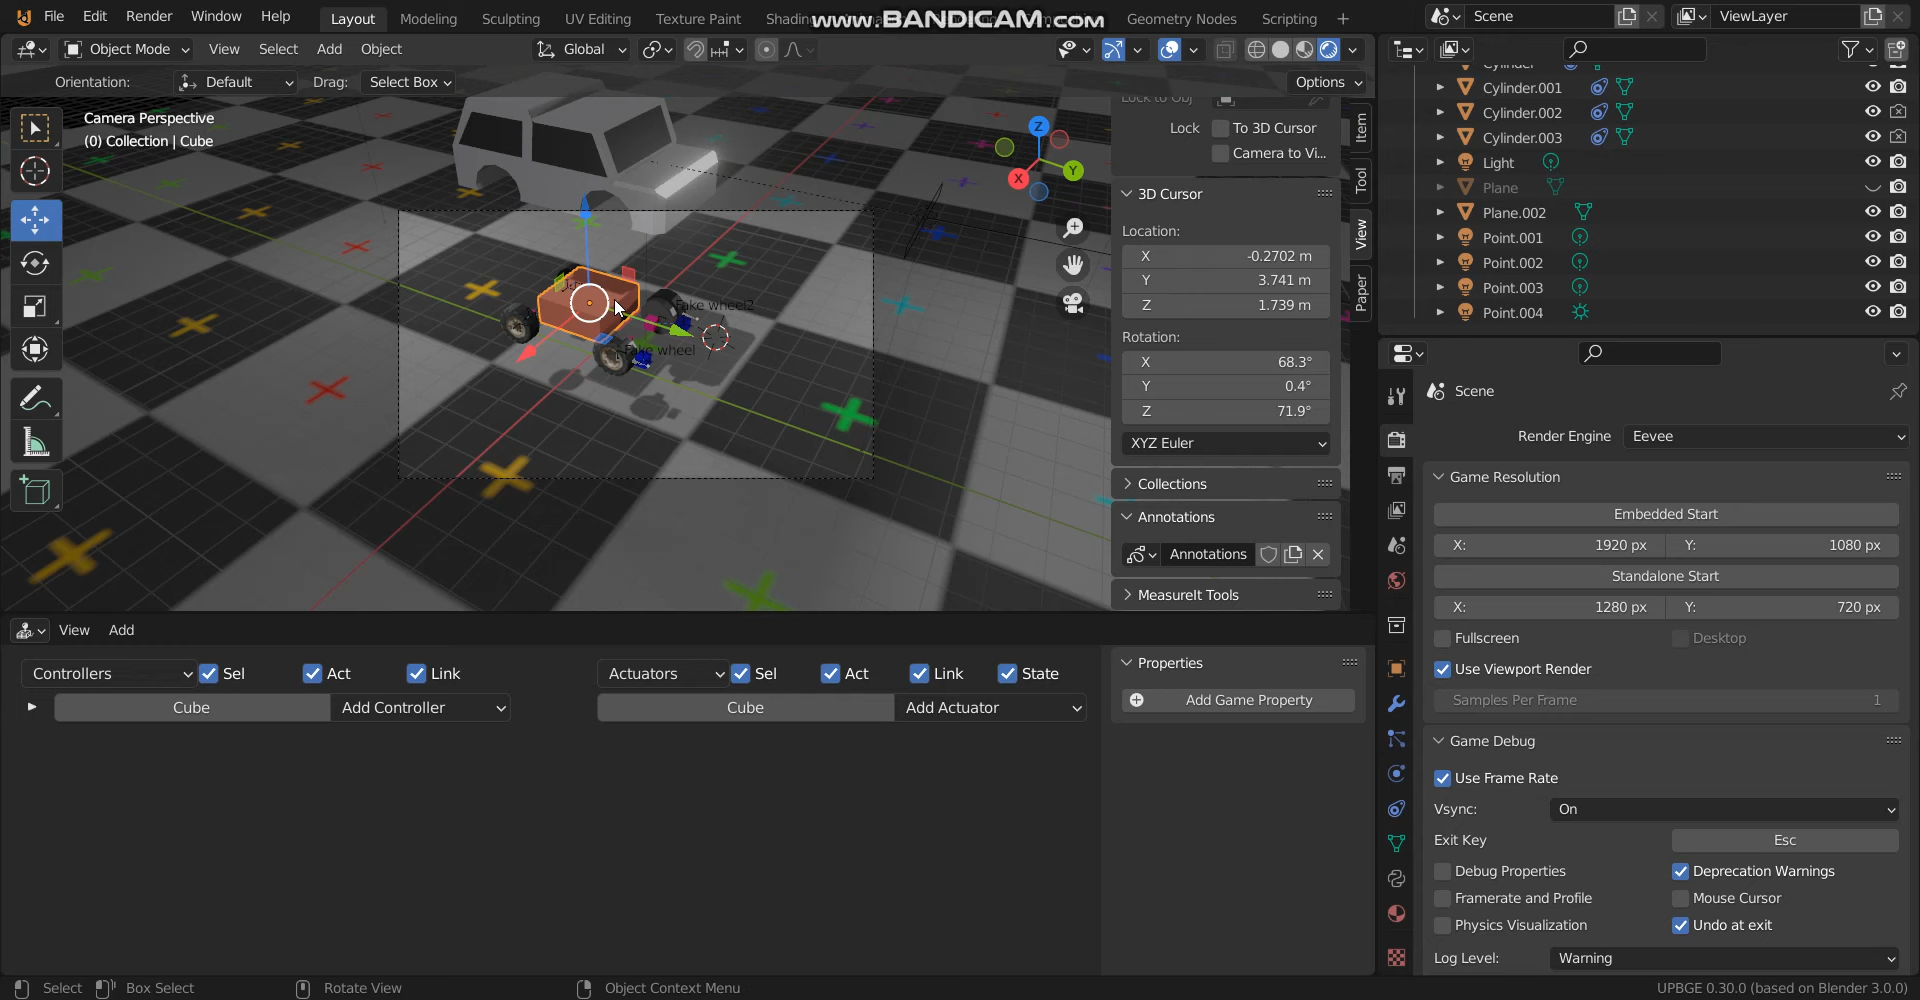 File Edit Render Window Help Layout Modeling Sculpting UV Editing Texture Paint Shading www.BANDICAM.com Geometry Nodes Scripting + Scene ViewLayer
Object Mode View Select Add Object Global
Orientation: Default Drag: Select Box Options
Camera Perspective
(0) Collection | Cube
Fake wheel2
Fake wheel
Z
Y
X
Lock to Obj
Lock To 3D Cursor
Camera to Vi...
3D Cursor
Location:
X -0.2702 m
Y 3.741 m
Z 1.739 m
Rotation:
X 68.3°
Y 0.4°
Z 71.9°
XYZ Euler
Collections
Annotations
Annotations
MeasureIt Tools
Item
Tool
View
Paper
Cylinder
Cylinder.001
Cylinder.002
Cylinder.003
Light
Plane
Plane.002
Point.001
Point.002
Point.003
Point.004
Scene
Render Engine Eevee
Game Resolution
Embedded Start
X: 1920 px Y: 1080 px
Standalone Start
X: 1280 px Y: 720 px
Fullscreen Desktop
Use Viewport Render
Samples Per Frame 1
Game Debug
Use Frame Rate
Vsync: On
Exit Key Esc
Debug Properties Deprecation Warnings
Framerate and Profile Mouse Cursor
Physics Visualization Undo at exit
Log Level: Warning
View Add
Controllers Sel Act Link Actuators Sel Act Link State
Cube Add Controller Cube Add Actuator
Properties
Add Game Property
Select Box Select Rotate View Object Context Menu UPBGE 0.30.0 (based on Blender 3.0.0)